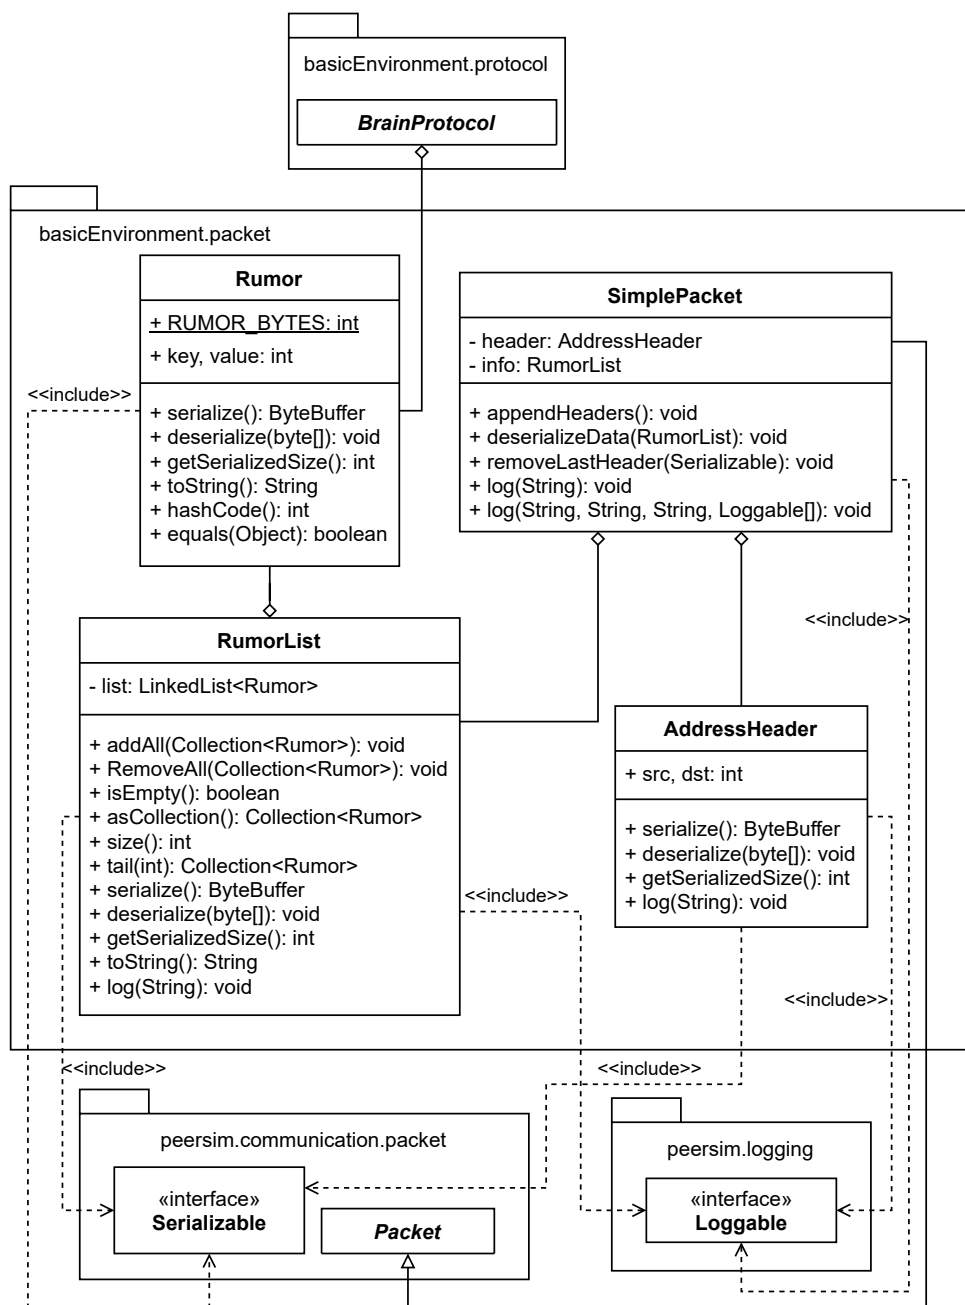 basicEnvironment.protocol
BrainProtocol
basicEnvironment.packet
Rumor
+ RUMOR_BYTES: int
+ key, value: int
+ serialize(): ByteBuffer
+ deserialize(byte[]): void
+ getSerializedSize(): int
+ toString(): String
+ hashCode(): int
+ equals(Object): boolean
SimplePacket
- header: AddressHeader
- info: RumorList
+ appendHeaders(): void
+ deserializeData(RumorList): void
+ removeLastHeader(Serializable): void
+ log(String): void
+ log(String, String, String, Loggable[]): void
<<include>>
<<include>>
RumorList
- list: LinkedList<Rumor>
+ addAll(Collection<Rumor>): void
+ RemoveAll(Collection<Rumor>): void
+ isEmpty(): boolean
+ asCollection(): Collection<Rumor>
+ size(): int
+ tail(int): Collection<Rumor>
+ serialize(): ByteBuffer
+ deserialize(byte[]): void
+ getSerializedSize(): int
+ toString(): String
+ log(String): void
AddressHeader
+ src, dst: int
+ serialize(): ByteBuffer
+ deserialize(byte[]): void
+ getSerializedSize(): int
+ log(String): void
<<include>>
<<include>>
<<include>>
<<include>>
peersim.communication.packet
«interface»
Serializable
Packet
peersim.logging
«interface»
Loggable